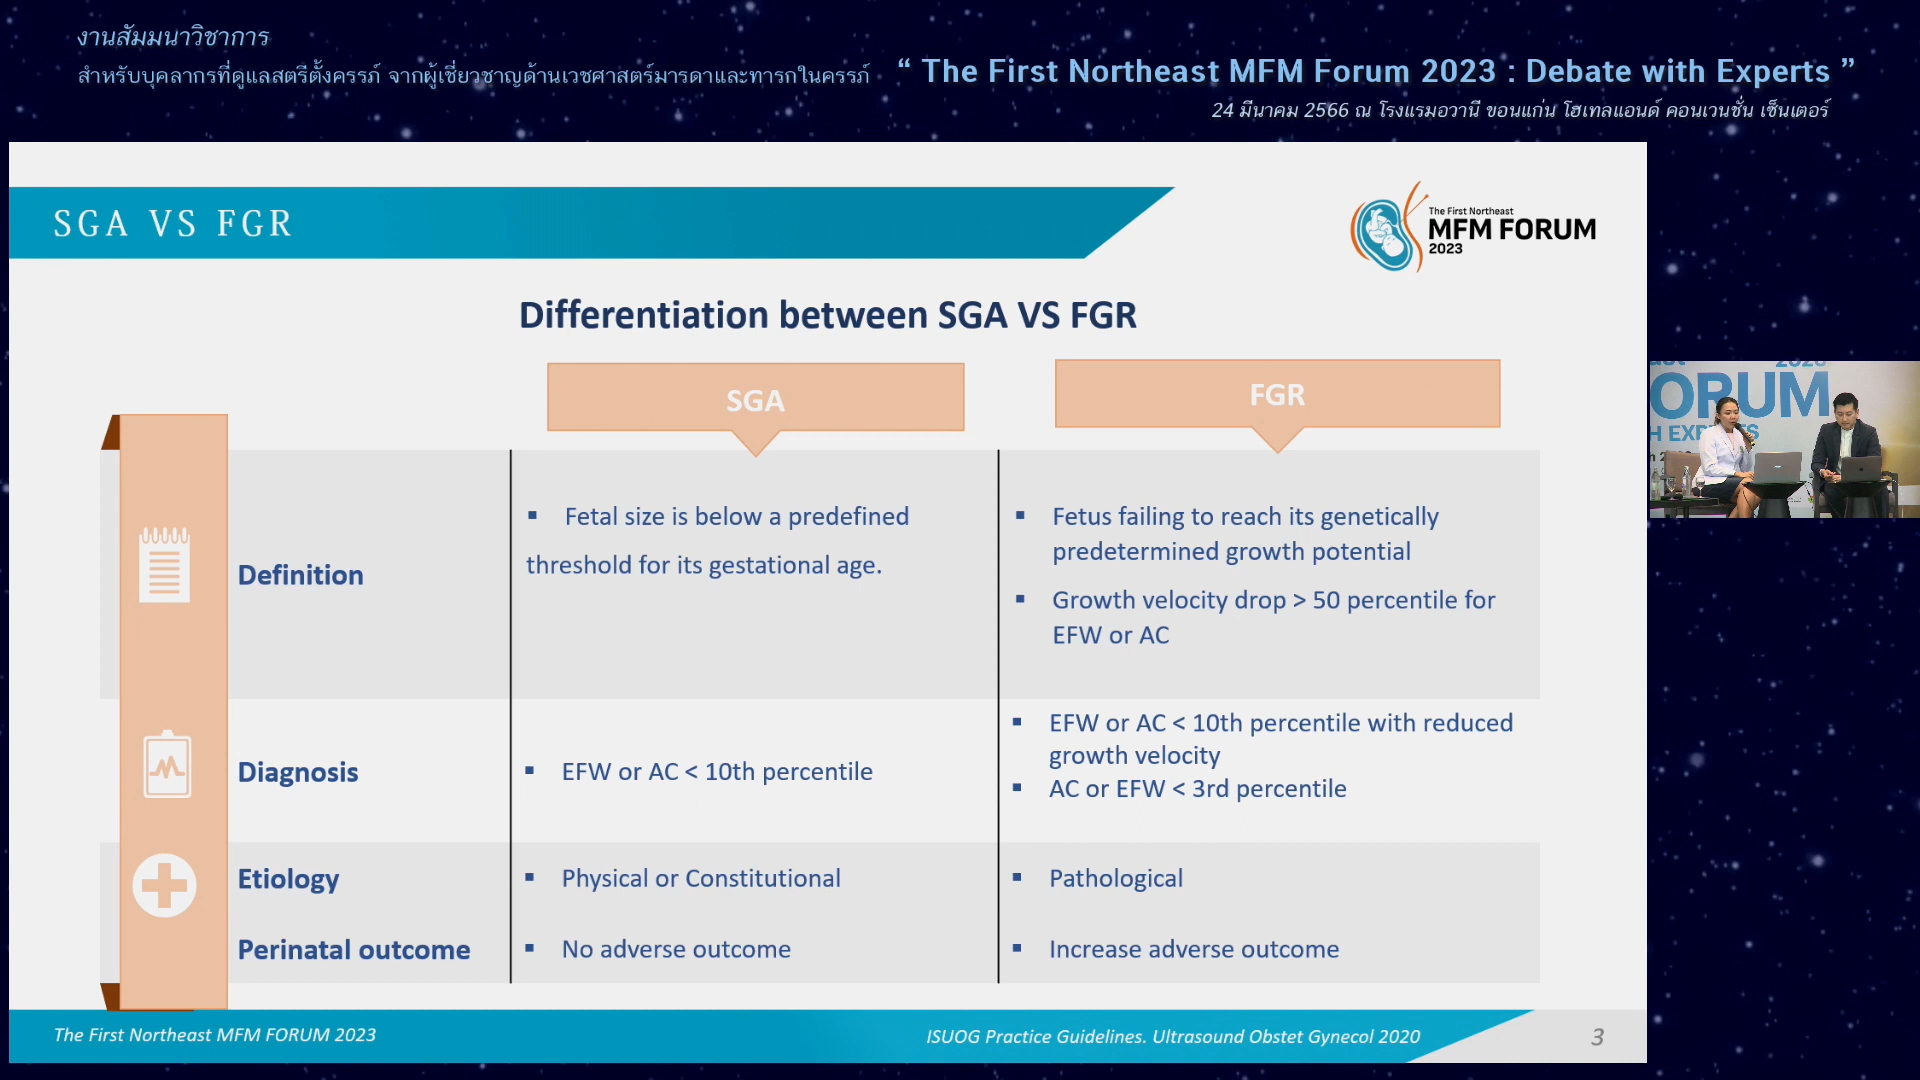 งานสัมมนาวิชาการ
สำหรับบุคลากรที่ดูแลสตรีตั้งครรภ์ จากผู้เชี่ยวชาญด้านเวชศาสตร์มารดาและทารกในครรภ์ “ The First Northeast MFM Forum 2023 : Debate with Experts ”
24 มีนาคม 2566 ณ โรงแรมอวานี ขอนแก่น โฮเทลแอนด์ คอนเวนชั่น เซ็นเตอร์
SGA VS FGR
The First Northeast
MFM FORUM
2023
Differentiation between SGA VS FGR
SGA
FGR
Definition
▪ Fetal size is below a predefined
threshold for its gestational age.
▪ Fetus failing to reach its genetically
predetermined growth potential
▪ Growth velocity drop > 50 percentile for
EFW or AC
Diagnosis
▪ EFW or AC < 10th percentile
▪ EFW or AC < 10th percentile with reduced
growth velocity
▪ AC or EFW < 3rd percentile
Etiology
▪ Physical or Constitutional
▪ Pathological
Perinatal outcome
▪ No adverse outcome
▪ Increase adverse outcome
The First Northeast MFM FORUM 2023
ISUOG Practice Guidelines. Ultrasound Obstet Gynecol 2020
3
ORUM